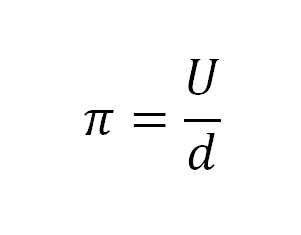 π = U/d